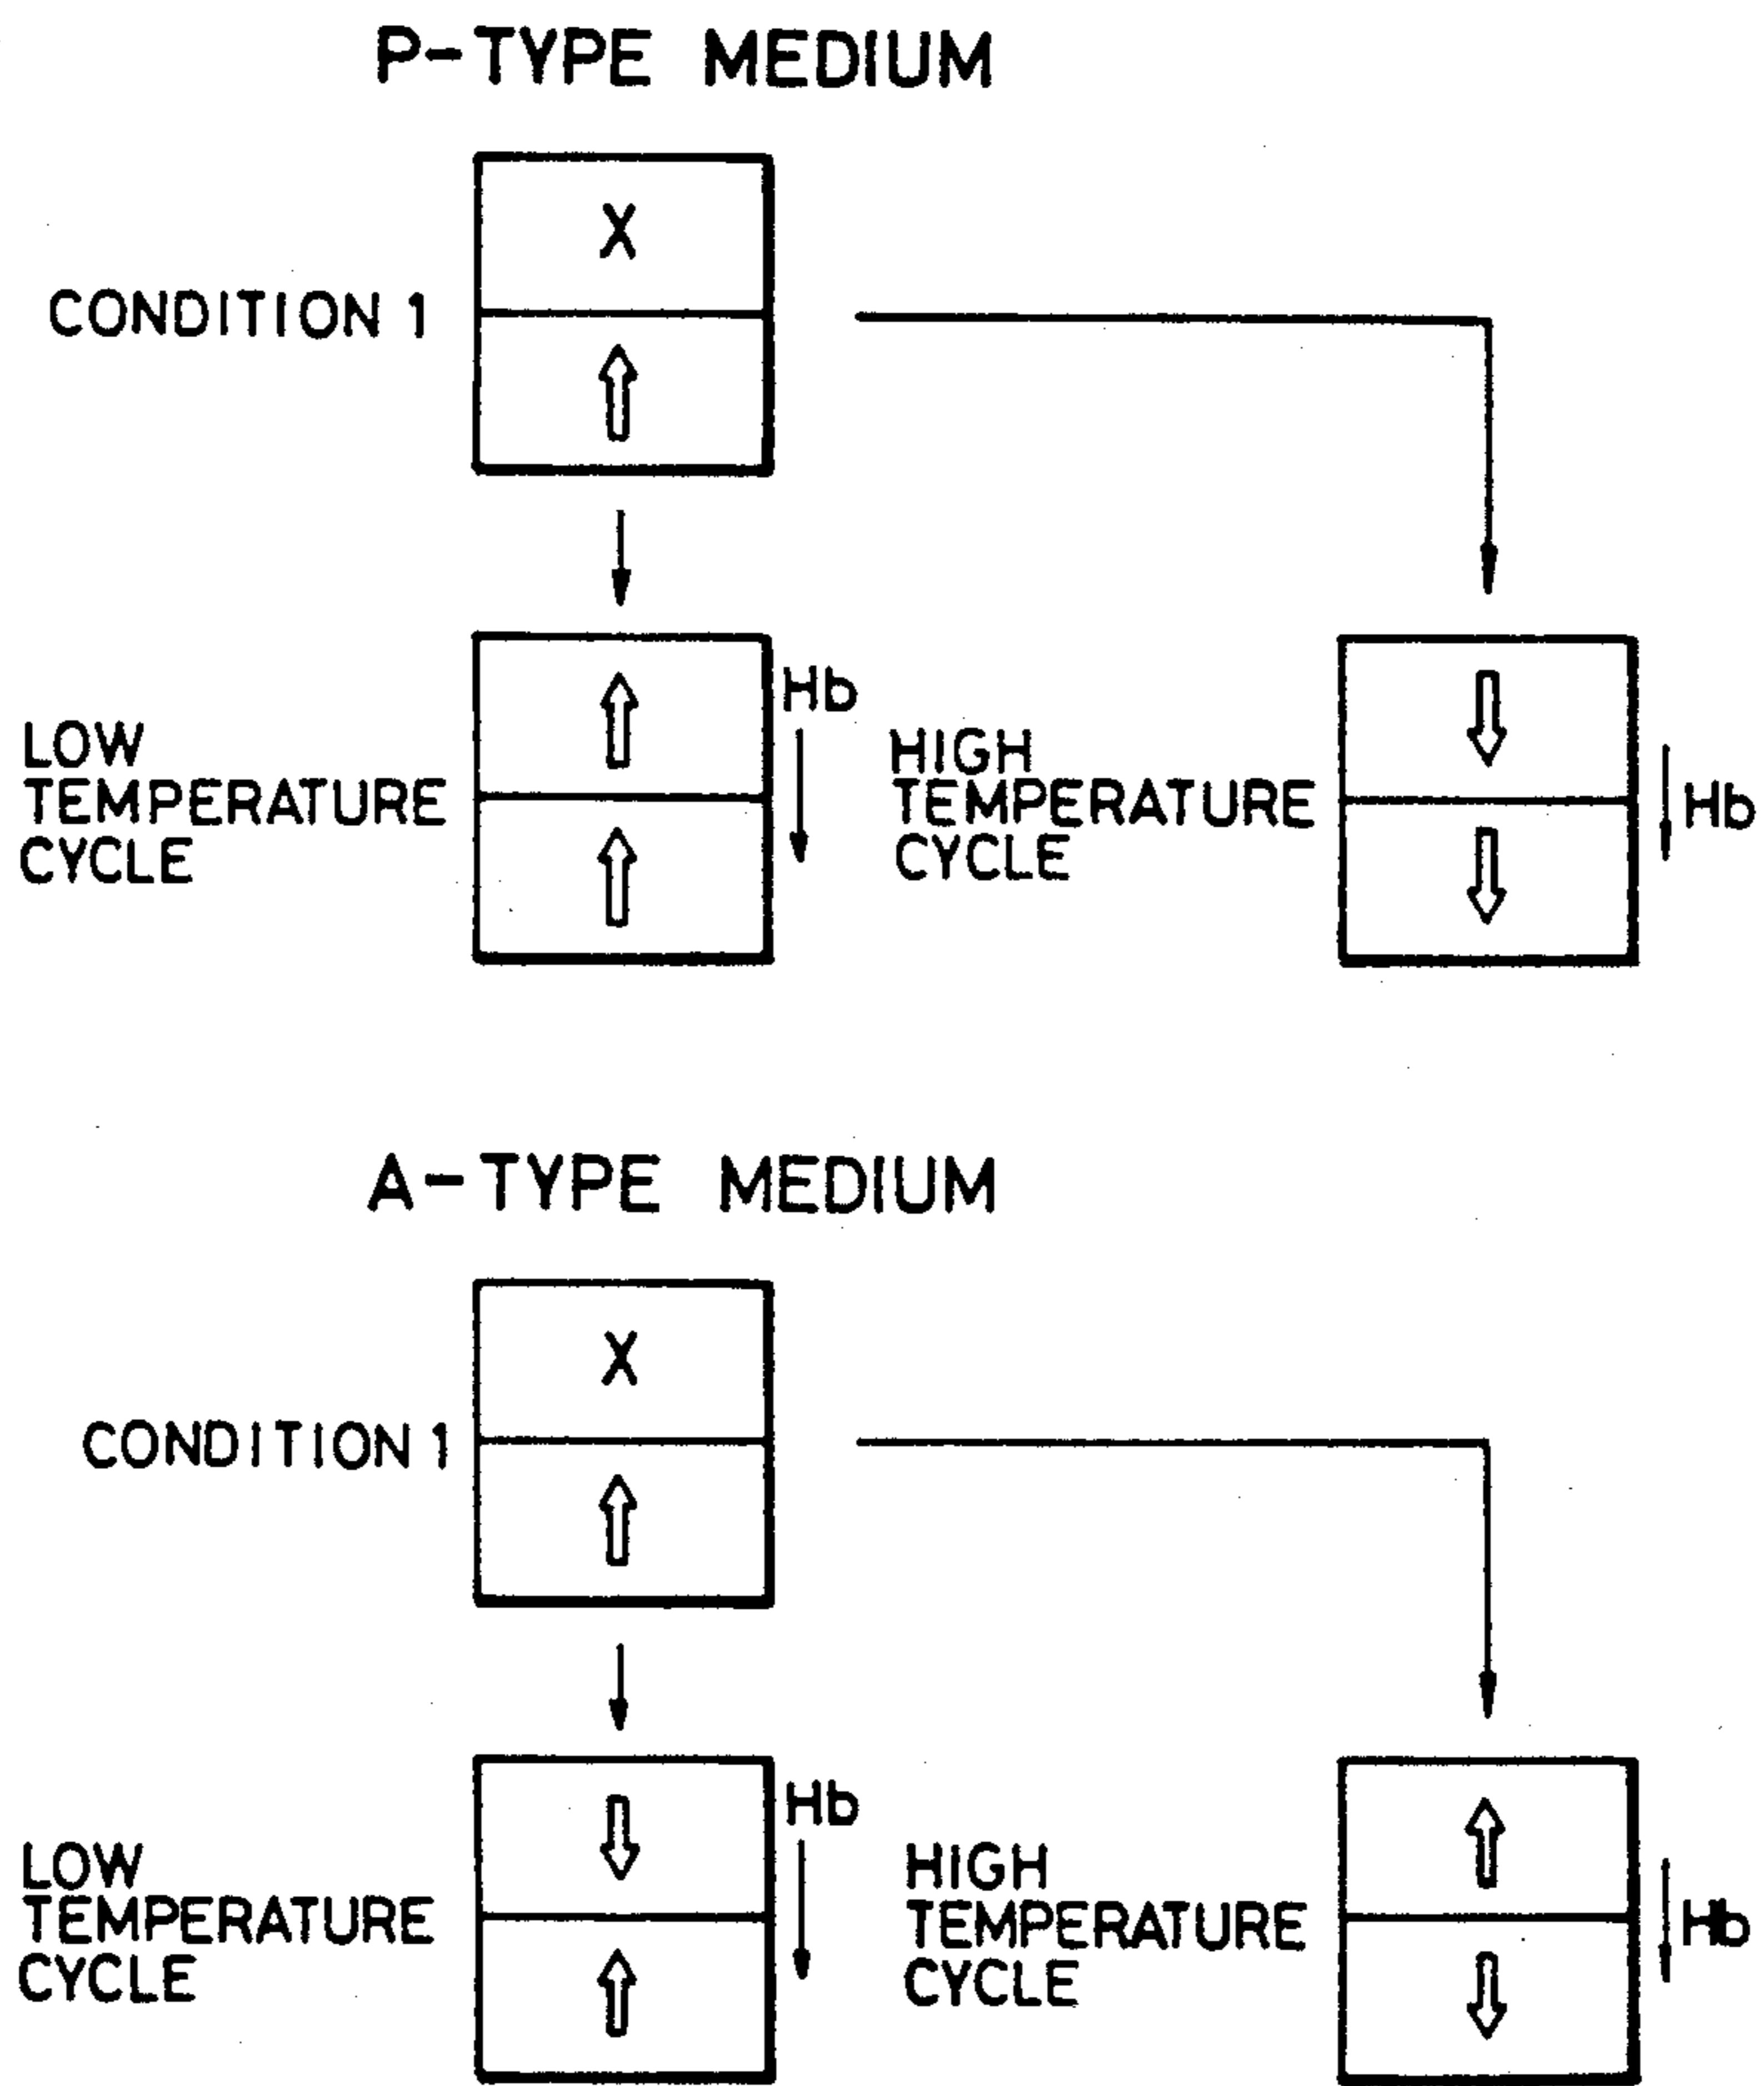 P-TYPE MEDIUM
X
CONDITION 1
Hb
LOW
TEMPERATURE
CYCLE
HIGH
TEMPERATURE
CYCLE
Hb
A-TYPE MEDIUM
X
CONDITION 1
Hb
LOW
TEMPERATURE
CYCLE
HIGH
TEMPERATURE
CYCLE
Hb